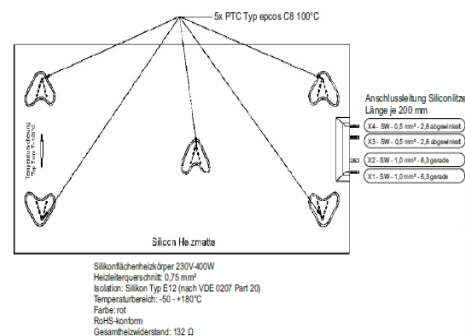 5x PTC Typ epcos C8 100°C
Anschlussleitung Siliconlitze
Länge je 200 mm
X4 - SW - 0,5 mm² - 2,8 abgewinkelt
X3 - SW - 0,5 mm² - 2,8 abgewinkelt
X2 - SW - 1,0 mm² - 6,3 gerade
X1 - SW - 1,0 mm² - 6,3 gerade
Silicon Heizmatte
Silikonflächenheizkörper 230V-400W
Heizleiterquerschnitt: 0,75 mm²
Isolation: Silikon Typ E12 (nach VDE 0207 Part 20)
Temperaturbereich: -50 - +180°C
Farbe: rot
RoHS-konform
Gesamtheizwiderstand: 132 Ω